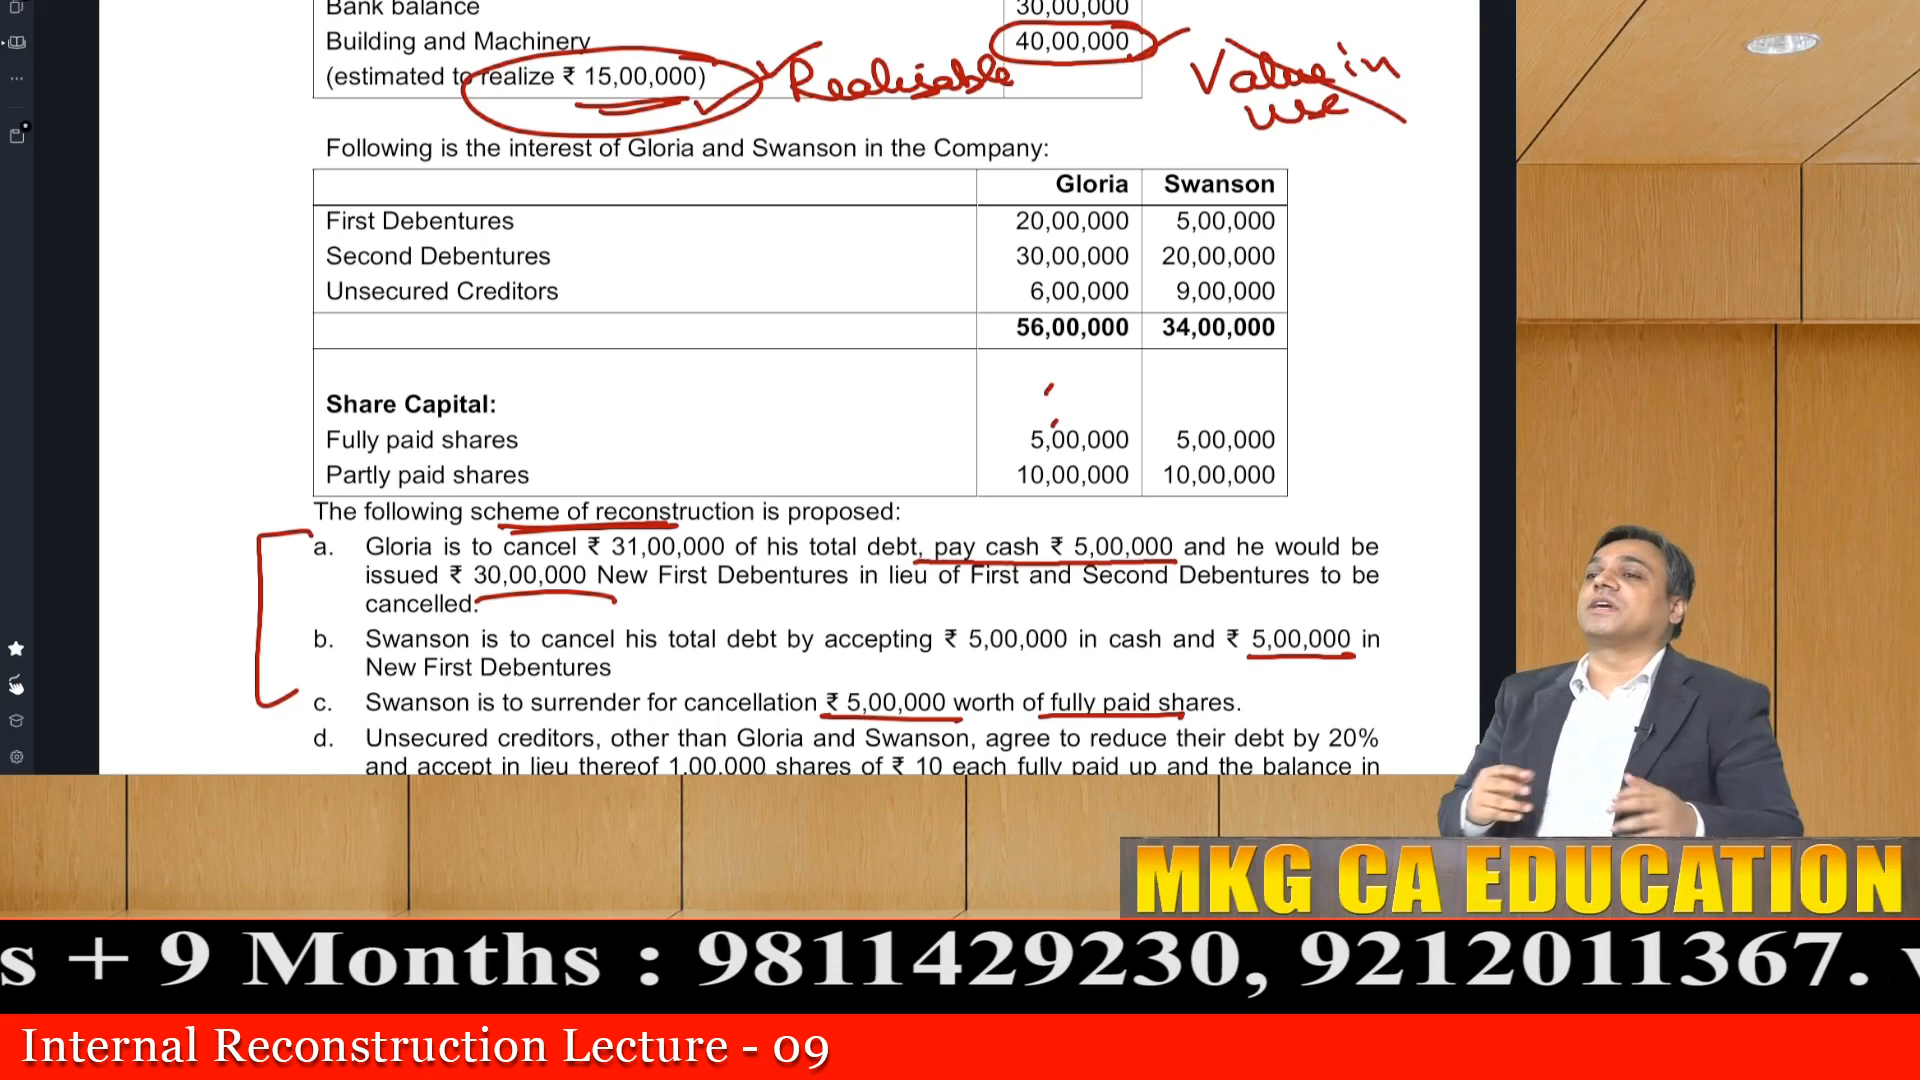 Bank balance 30,00,000
Building and Machinery 40,00,000
(estimated to realize ₹ 15,00,000)
Realisable
Value in
use
Following is the interest of Gloria and Swanson in the Company:
Gloria Swanson
First Debentures 20,00,000 5,00,000
Second Debentures 30,00,000 20,00,000
Unsecured Creditors 6,00,000 9,00,000
56,00,000 34,00,000
Share Capital:
Fully paid shares 5,00,000 5,00,000
Partly paid shares 10,00,000 10,00,000
The following scheme of reconstruction is proposed:
a. Gloria is to cancel ₹ 31,00,000 of his total debt, pay cash ₹ 5,00,000 and he would be
issued ₹ 30,00,000 New First Debentures in lieu of First and Second Debentures to be
cancelled.
b. Swanson is to cancel his total debt by accepting ₹ 5,00,000 in cash and ₹ 5,00,000 in
New First Debentures
c. Swanson is to surrender for cancellation ₹ 5,00,000 worth of fully paid shares.
d. Unsecured creditors, other than Gloria and Swanson, agree to reduce their debt by 20%
and accept in lieu thereof 1,00,000 shares of ₹ 10 each fully paid up and the balance in
MKG CA EDUCATION
s + 9 Months : 9811429230, 9212011367.
Internal Reconstruction Lecture - 09